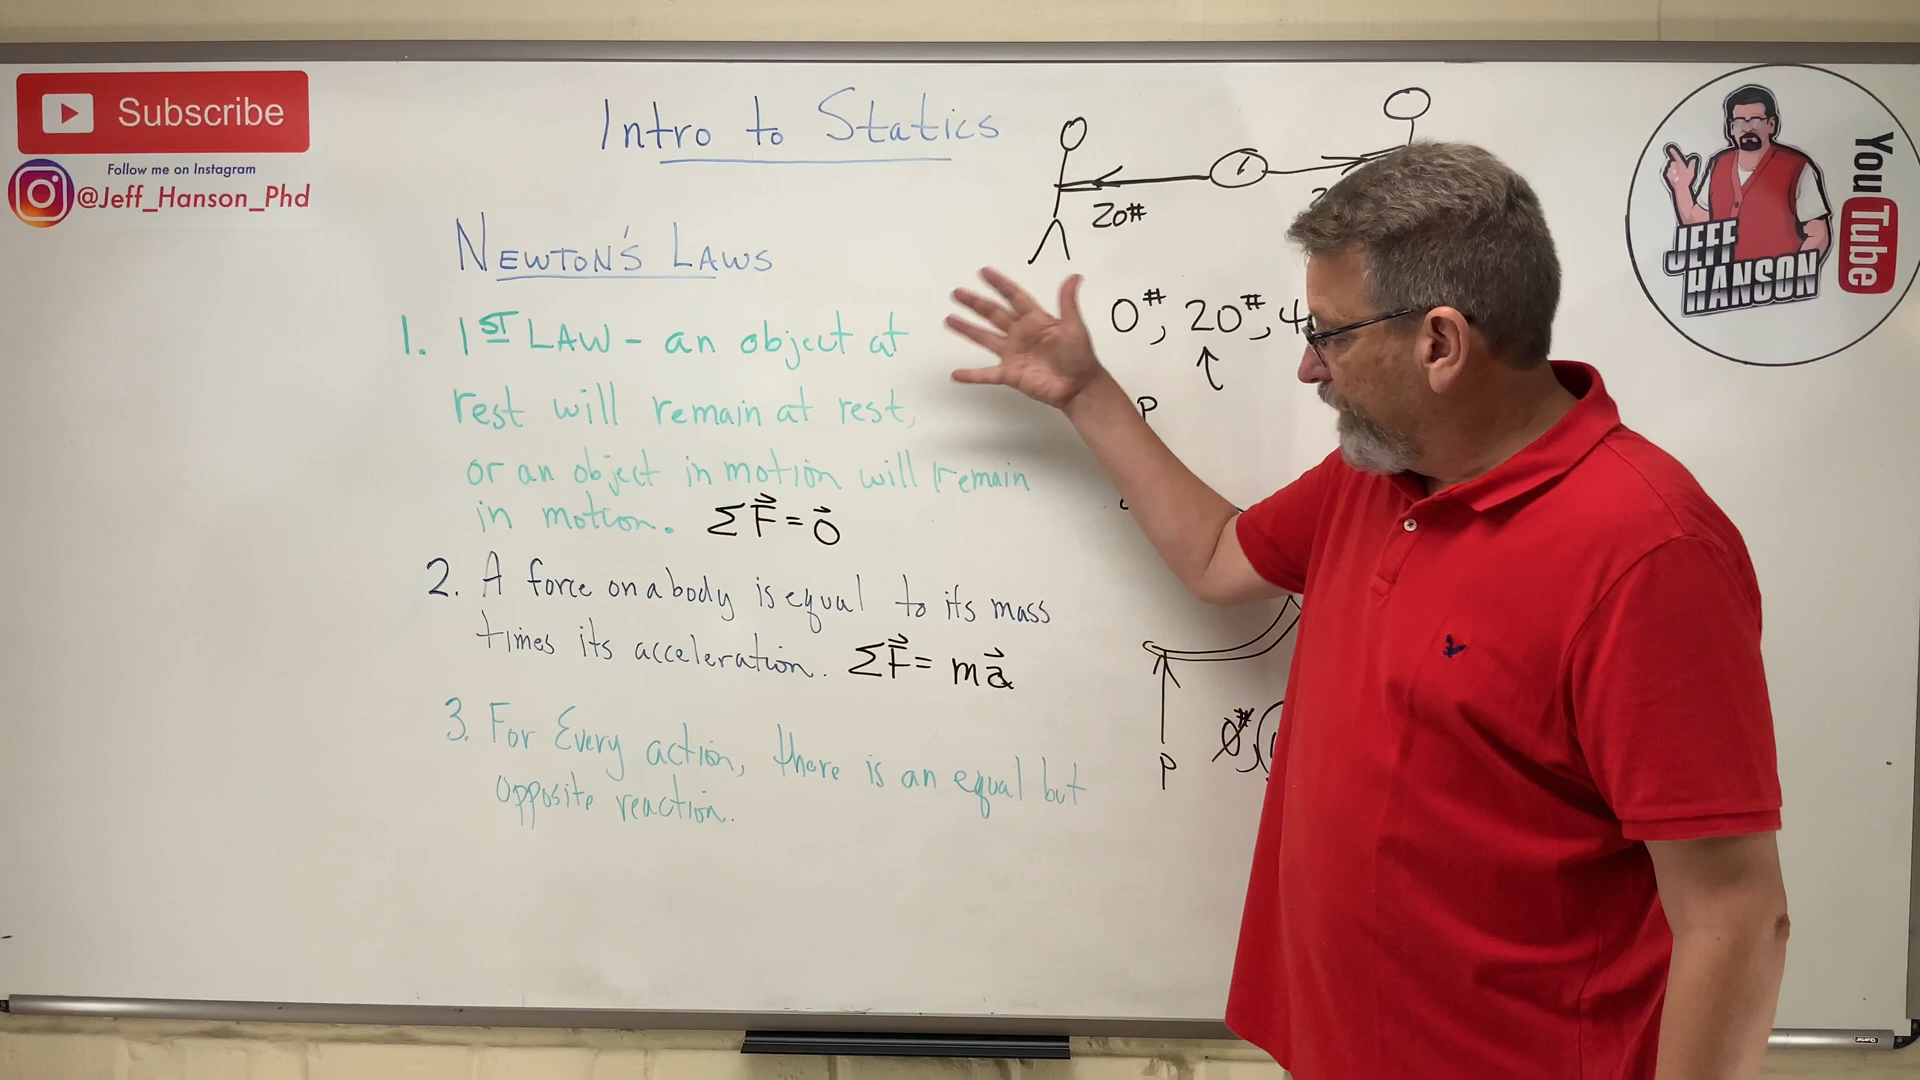 Subscribe
Follow me on Instagram
@Jeff_Hanson_Phd
Intro to Statics
NEWTON'S LAWS
1. 1ST LAW - an object at
rest will remain at rest,
or an object in motion will remain
in motion. ΣF⃗ = 0⃗
2. A force on a body is equal to its mass
times its acceleration. ΣF⃗ = ma⃗
3. For Every action, there is an equal but
opposite reaction.
20#
0#, 20#, 4
↑
P
P
0#,
JEFF
HANSON
YouTube